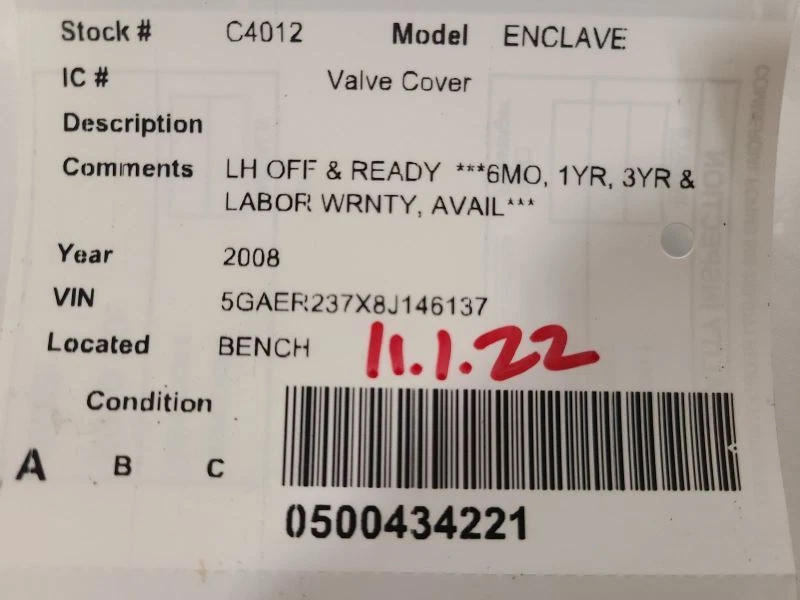 Stock # C4012 Model ENCLAVE
IC # Valve Cover
Description
Comments LH OFF & READY ***6MO, 1YR, 3YR &
LABOR WRNTY, AVAIL***
Year 2008
VIN 5GAER237X8J146137
Located BENCH 11.1.22
Condition
A B C
0500434221